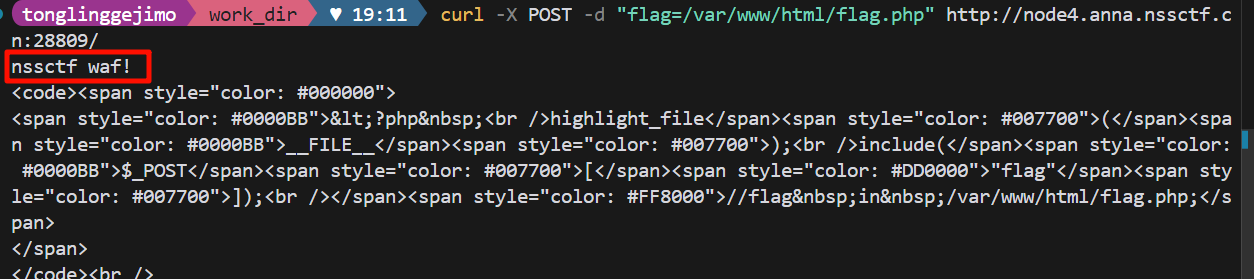 tonglinggejimo work_dir ♥ 19:11 curl -X POST -d "flag=/var/www/html/flag.php" http://node4.anna.nssctf.c
n:28809/
nssctf waf!
<code><span style="color: #000000">
<span style="color: #0000BB">&lt;?php&nbsp;<br />highlight_file</span><span style="color: #007700">(</span><spa
n style="color: #0000BB">__FILE__</span><span style="color: #007700">);<br />include(</span><span style="color:
 #0000BB">$_POST</span><span style="color: #007700">[</span><span style="color: #DD0000">"flag"</span><span sty
le="color: #007700">]);<br /></span><span style="color: #FF8000">//flag&nbsp;in&nbsp;/var/www/html/flag.php;</s
pan>
</span>
</code><br />